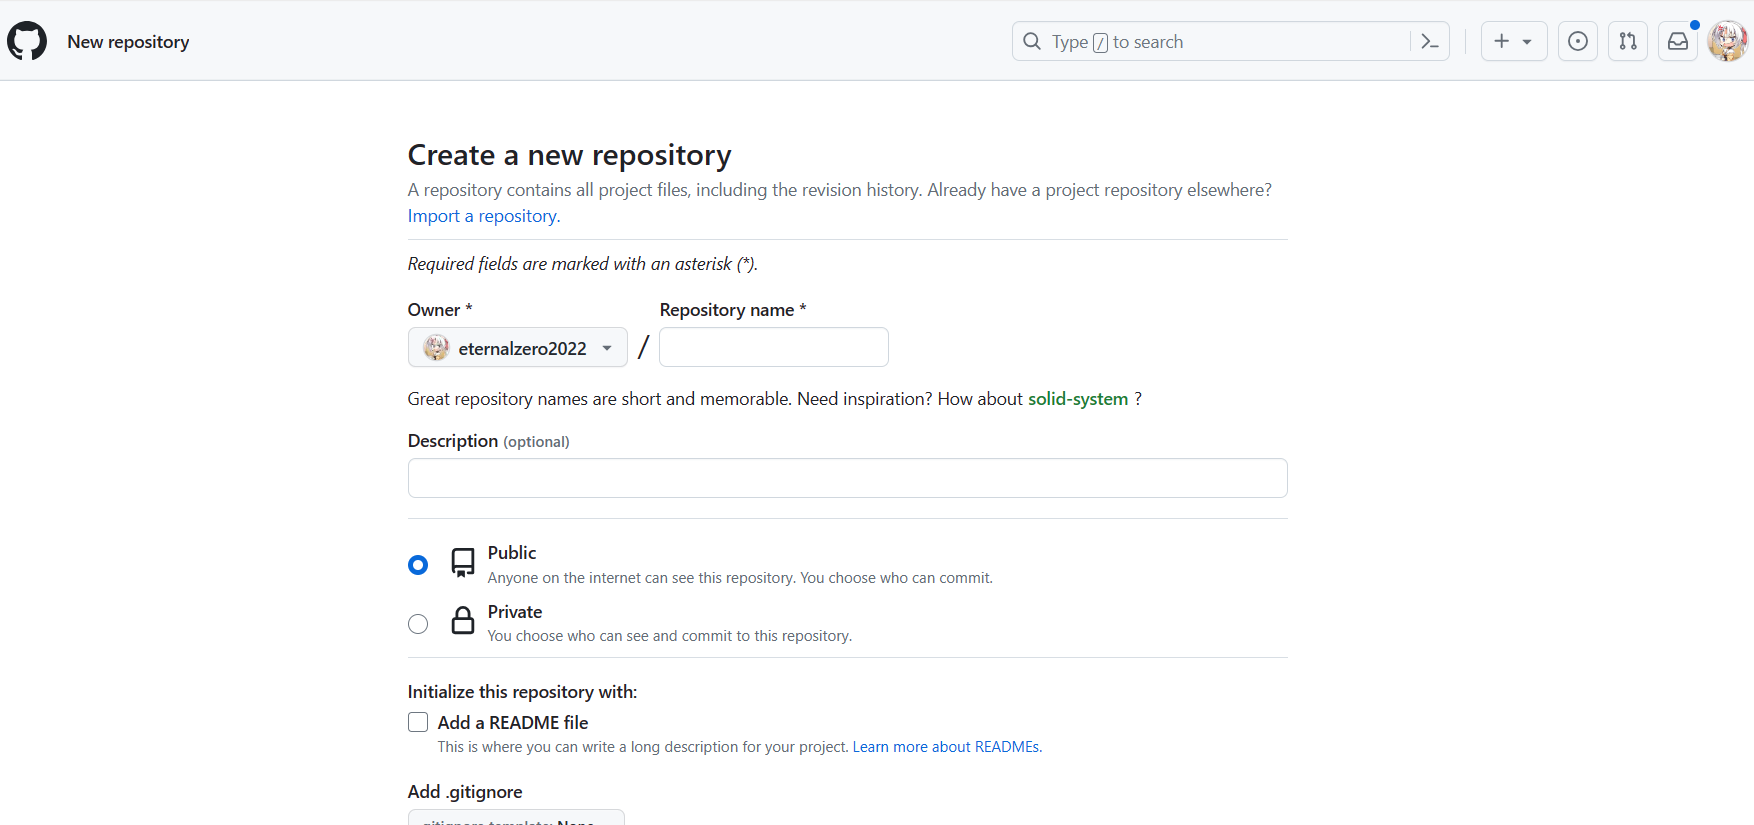 New repository
Type / to search
Create a new repository
A repository contains all project files, including the revision history. Already have a project repository elsewhere?
Import a repository.
Required fields are marked with an asterisk (*).
Owner *
Repository name *
eternalzero2022
/
Great repository names are short and memorable. Need inspiration? How about solid-system ?
Description (optional)
Public
Anyone on the internet can see this repository. You choose who can commit.
Private
You choose who can see and commit to this repository.
Initialize this repository with:
Add a README file
This is where you can write a long description for your project. Learn more about READMEs.
Add .gitignore
.gitignore template: None